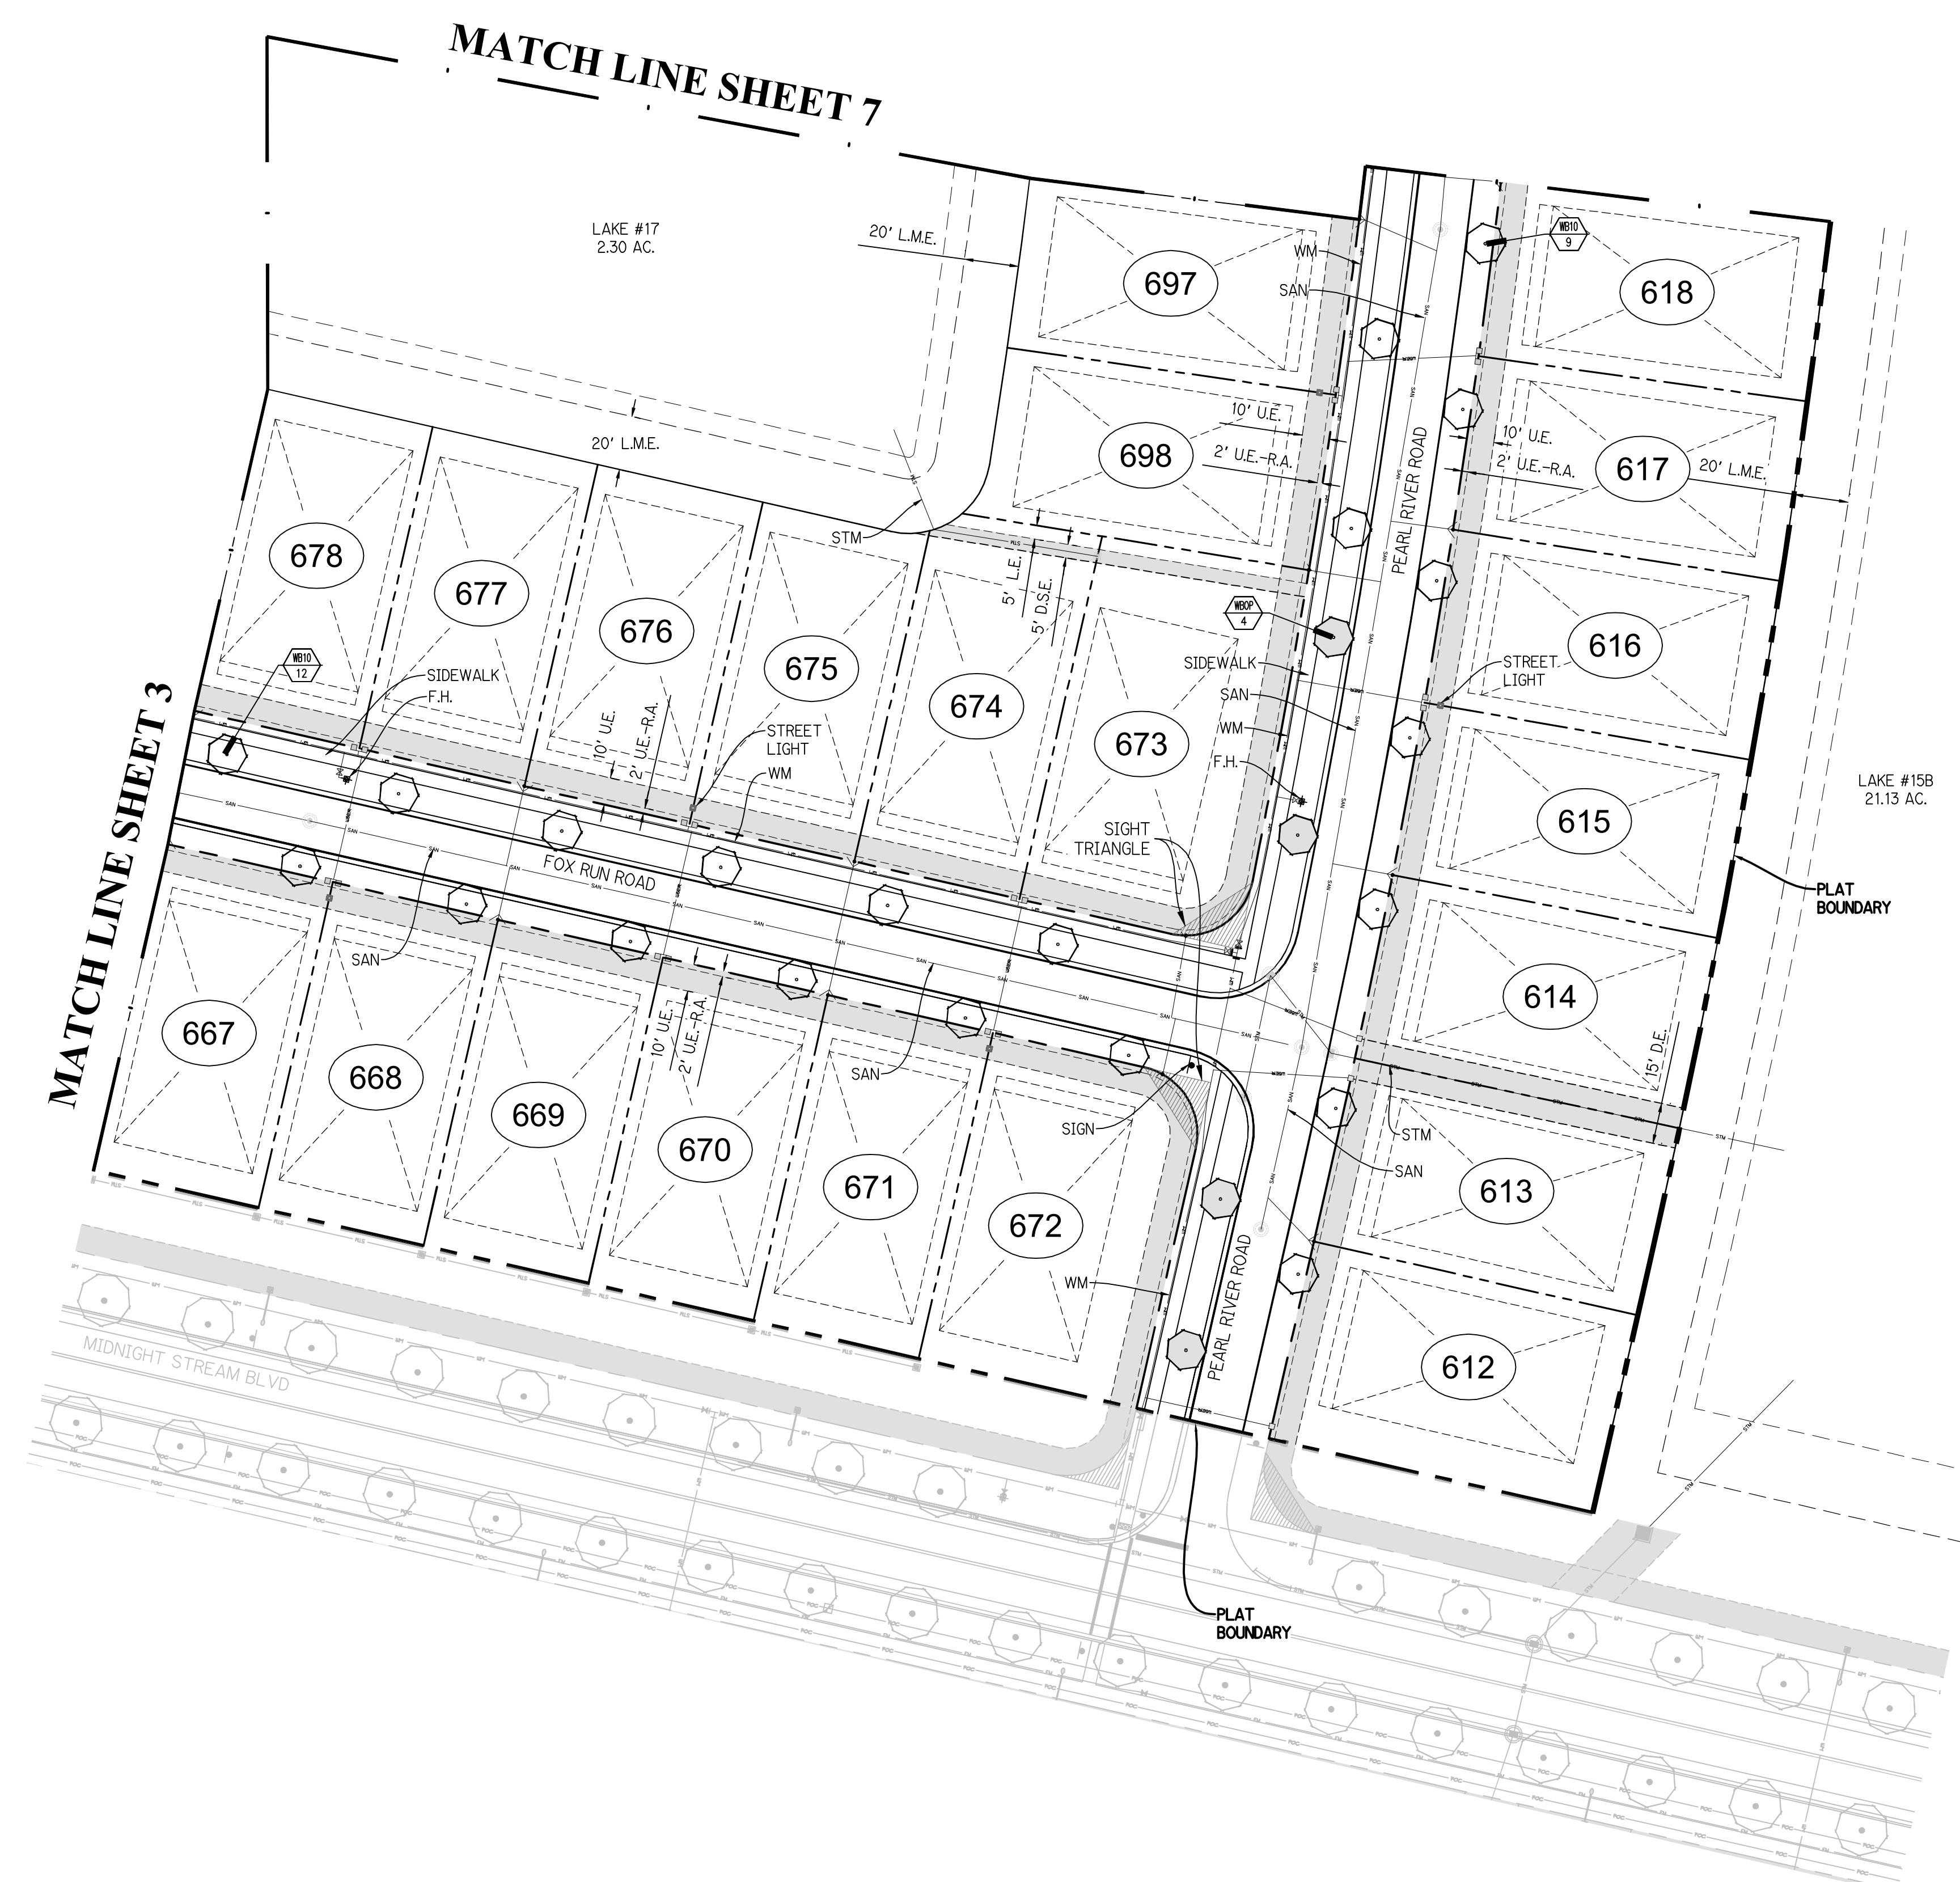 MATCH LINE SHEET 7
LAKE #17
2.30 AC.
20' L.M.E.
697
WM
SAN
WB10
9
618
698
10' U.E.
2' U.E.-R.A.
PEARL RIVER ROAD
10' U.E.
2' U.E.-R.A.
617
20' L.M.E.
20' L.M.E.
STM
678
677
676
675
674
673
5' L.E.
5' D.S.E.
WBOP
4
616
STREET
LIGHT
SIDEWALK
SAN
WM
F.H.
WB10
12
SIDEWALK
F.H.
10' U.E.
2' U.E.-R.A.
STREET
LIGHT
WM
MATCH LINE SHEET 3
SIGHT
TRIANGLE
615
LAKE #15B
21.13 AC.
PLAT
BOUNDARY
FOX RUN ROAD
SAN
614
15' D.E.
667
668
669
670
671
672
10' U.E.
2' U.E.-R.A.
SAN
SIGN
STM
SAN
613
WM
PEARL RIVER ROAD
612
MIDNIGHT STREAM BLVD
PLAT
BOUNDARY